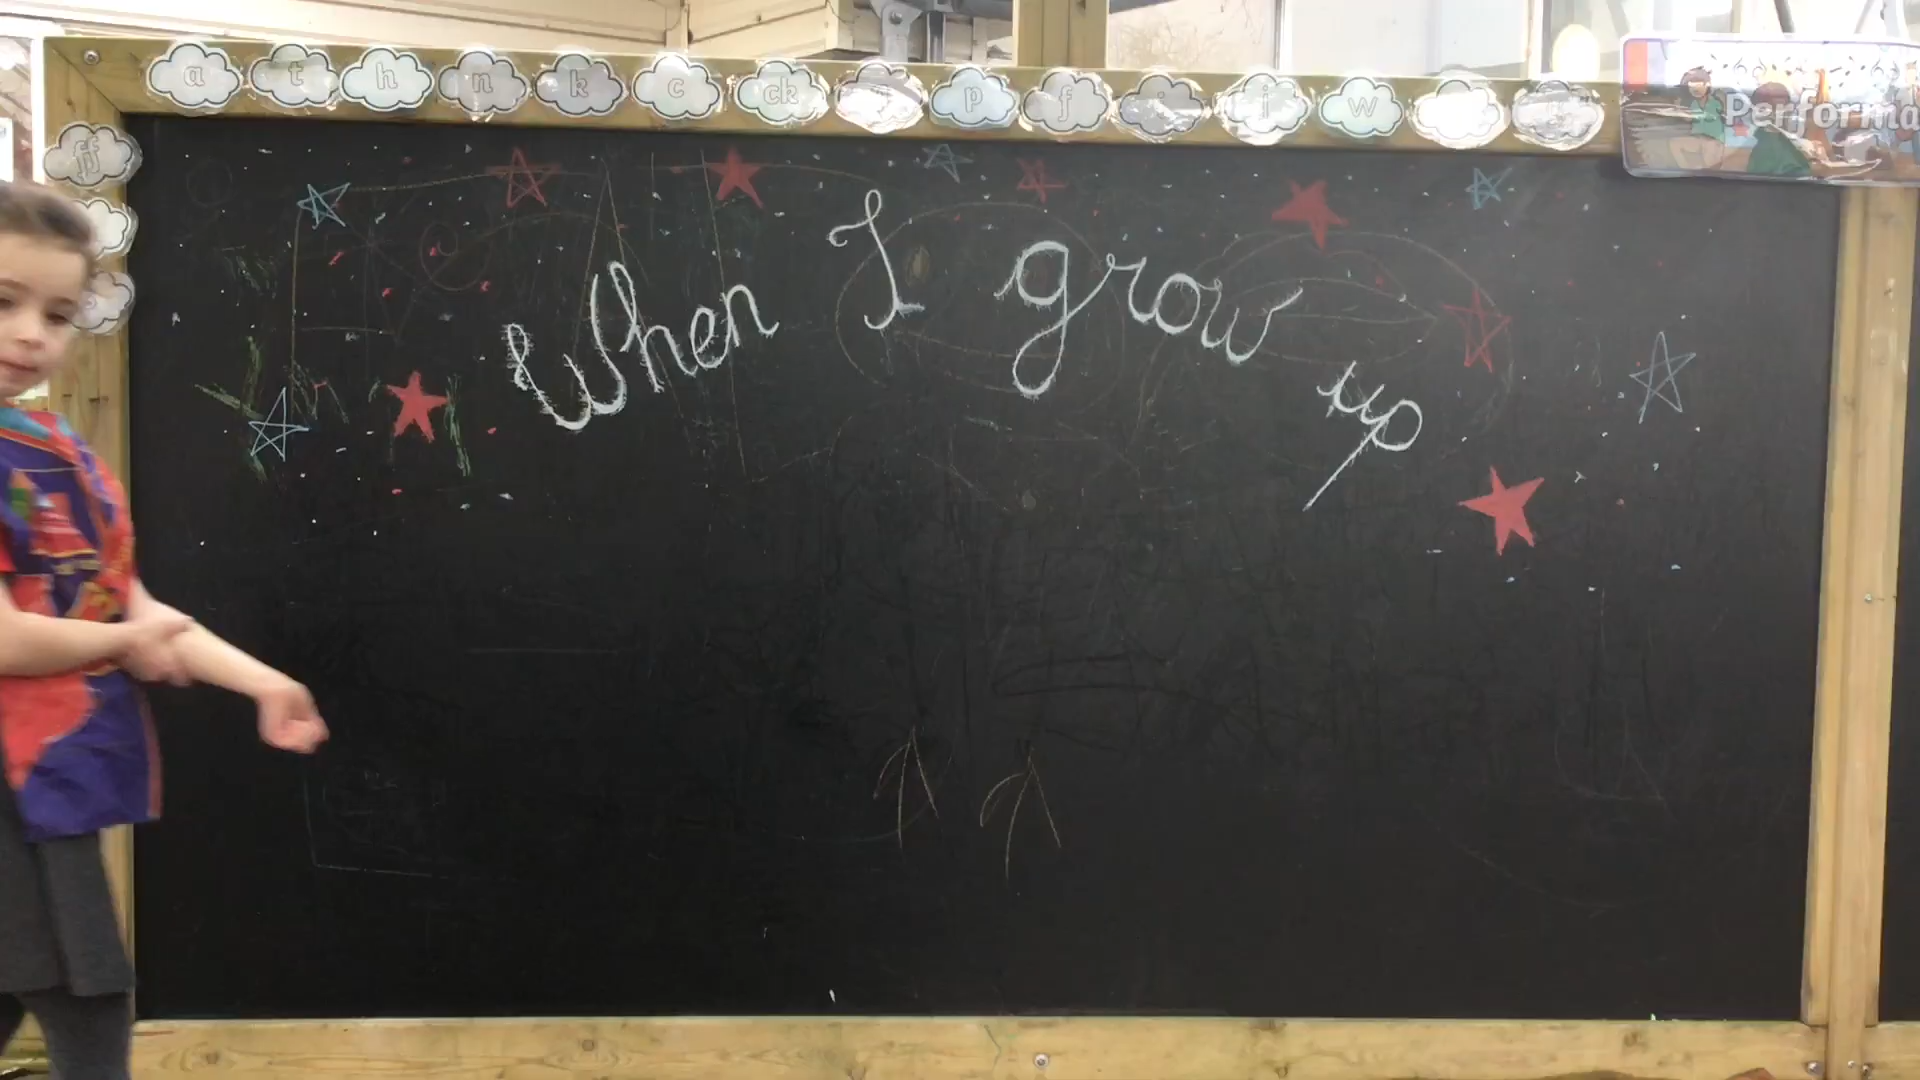 a t h n k c ck p f j w
Performa
ff
When I grow up